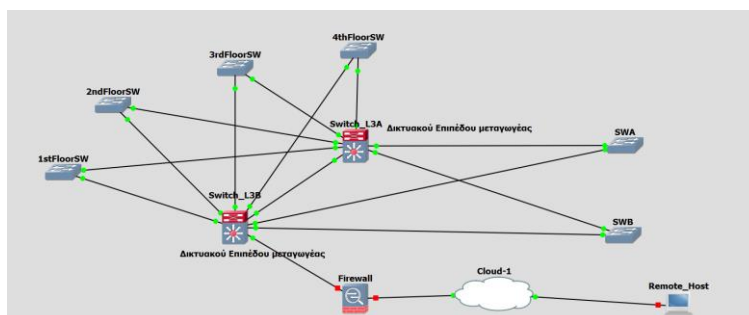 4thFloorSW
3rdFloorSW
2ndFloorSW
Switch_L3A
Δικτυακού Επιπέδου μεταγωγέας
SWA
1stFloorSW
Switch_L3B
SWB
Δικτυακού Επιπέδου μεταγωγέας
Firewall
Cloud-1
Remote_Host